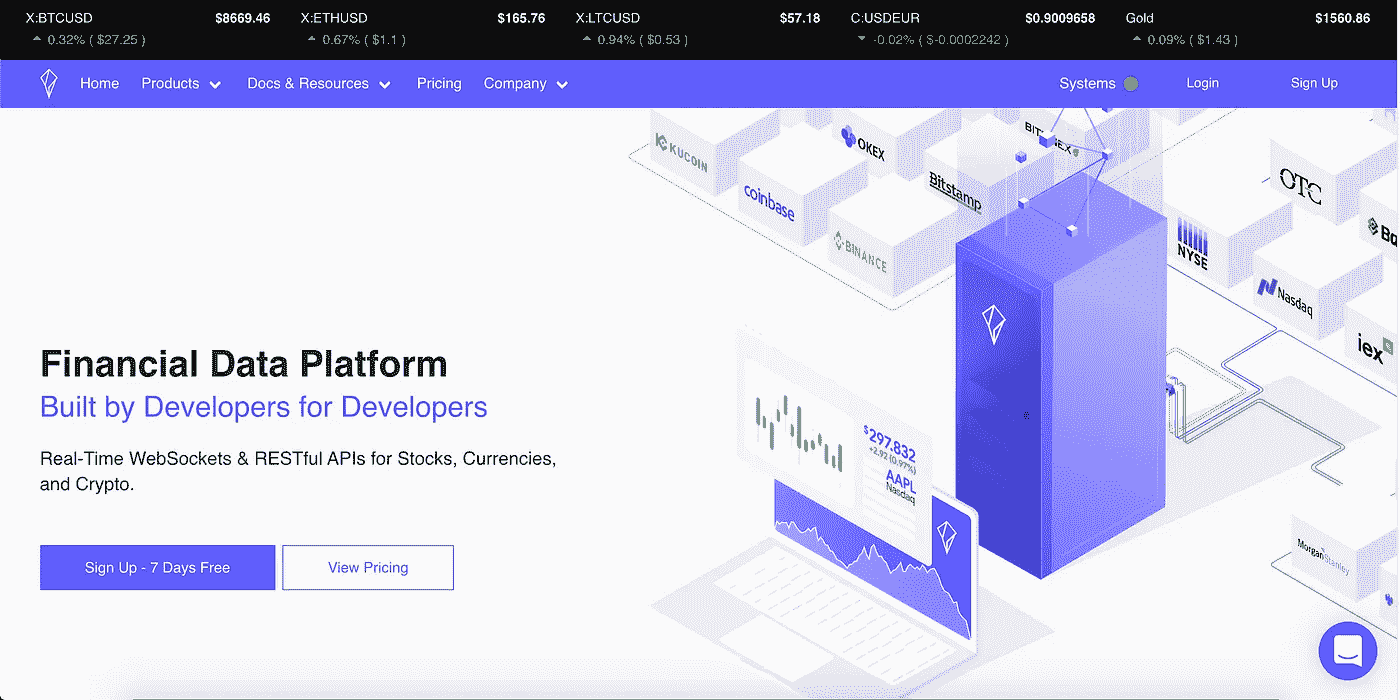 X:BTCUSD $8669.46 X:ETHUSD $165.76 X:LTCUSD $57.18 C:USDEUR $0.9009658 Gold $1560.86
0.32% ( $27.25 ) 0.67% ( $1.1 ) 0.94% ( $0.53 ) -0.02% ( $-0.0002242 ) 0.09% ( $1.43 )
Home Products Docs & Resources Pricing Company Systems Login Sign Up
KUCOIN
OKEX
coinbase
Bitstamp
BINANCE
OTC
NYSE
Nasdaq
iex
Financial Data Platform
Built by Developers for Developers
Real-Time WebSockets & RESTful APIs for Stocks, Currencies,
and Crypto.
$297.832
+2.92 (0.97%)
AAPL
Nasdaq
Sign Up - 7 Days Free View Pricing
Morgan Stanley